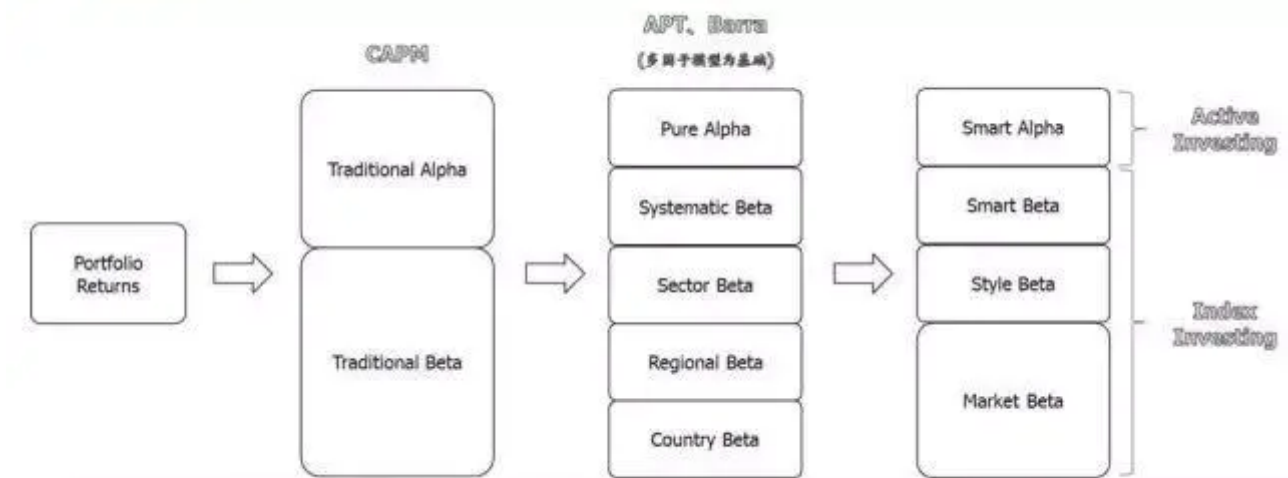 CAPM
APT、Barra
(多因子模型为基础)
Portfolio
Returns
Traditional Alpha
Traditional Beta
Pure Alpha
Systematic Beta
Sector Beta
Regional Beta
Country Beta
Smart Alpha
Smart Beta
Style Beta
Market Beta
Active
Investing
Index
Investing